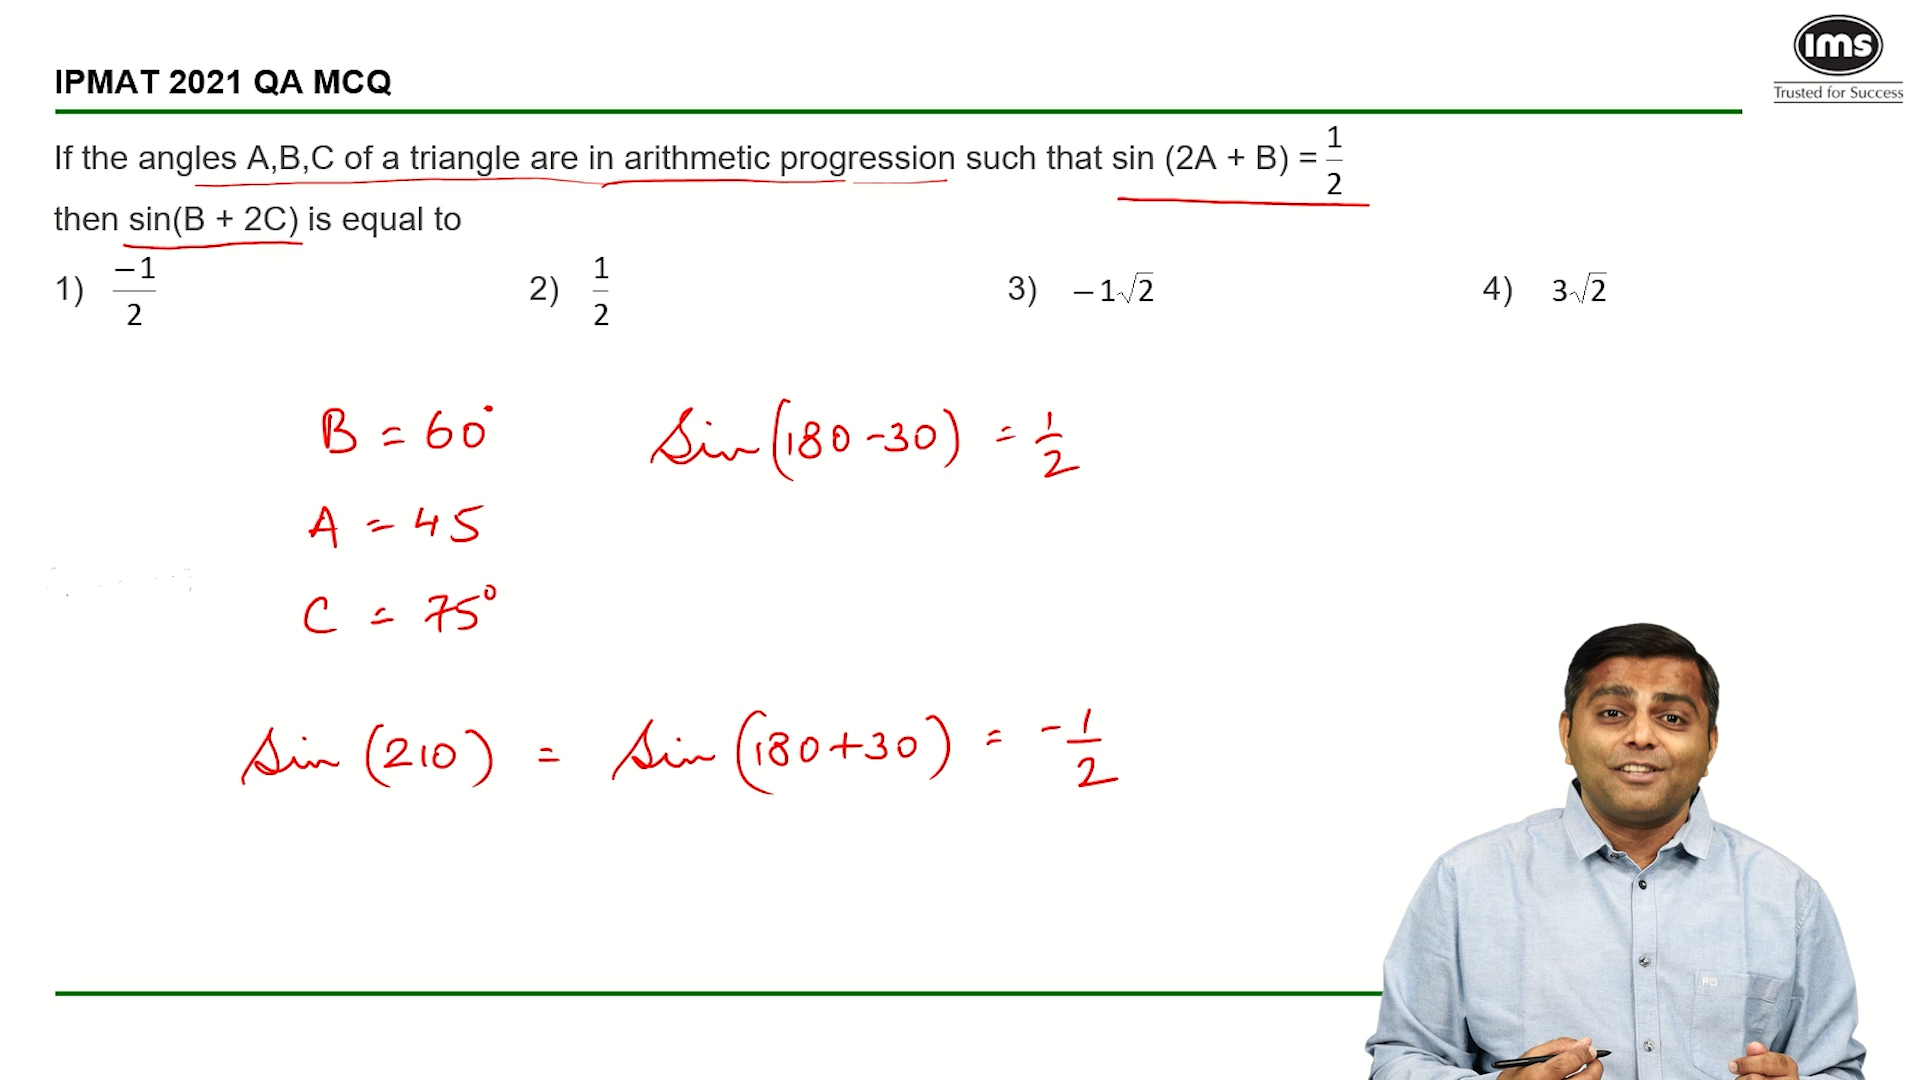 ims
Trusted for Success
IPMAT 2021 QA MCQ
If the angles A,B,C of a triangle are in arithmetic progression such that sin (2A + B) = 1/2
then sin(B + 2C) is equal to
1) −1/2 2) 1/2 3) −1√2 4) 3√2
B = 60° Sin(180-30) = 1/2
A = 45
C = 75°
Sin (210) = Sin (180+30) = -1/2